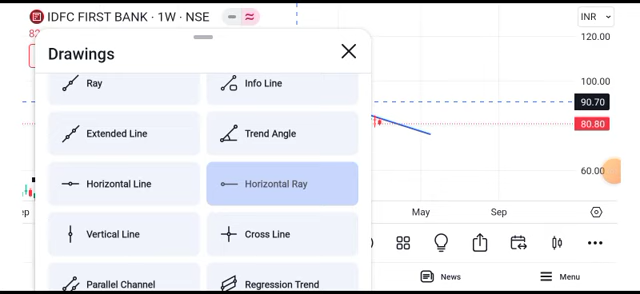 IDFC FIRST BANK · 1W · NSE
INR
82
120.00
Drawings
Ray
Info Line
100.00
90.70
Extended Line
Trend Angle
80.80
Horizontal Line
Horizontal Ray
60.00
ep
May
Sep
Vertical Line
Cross Line
Parallel Channel
Regression Trend
News
Menu